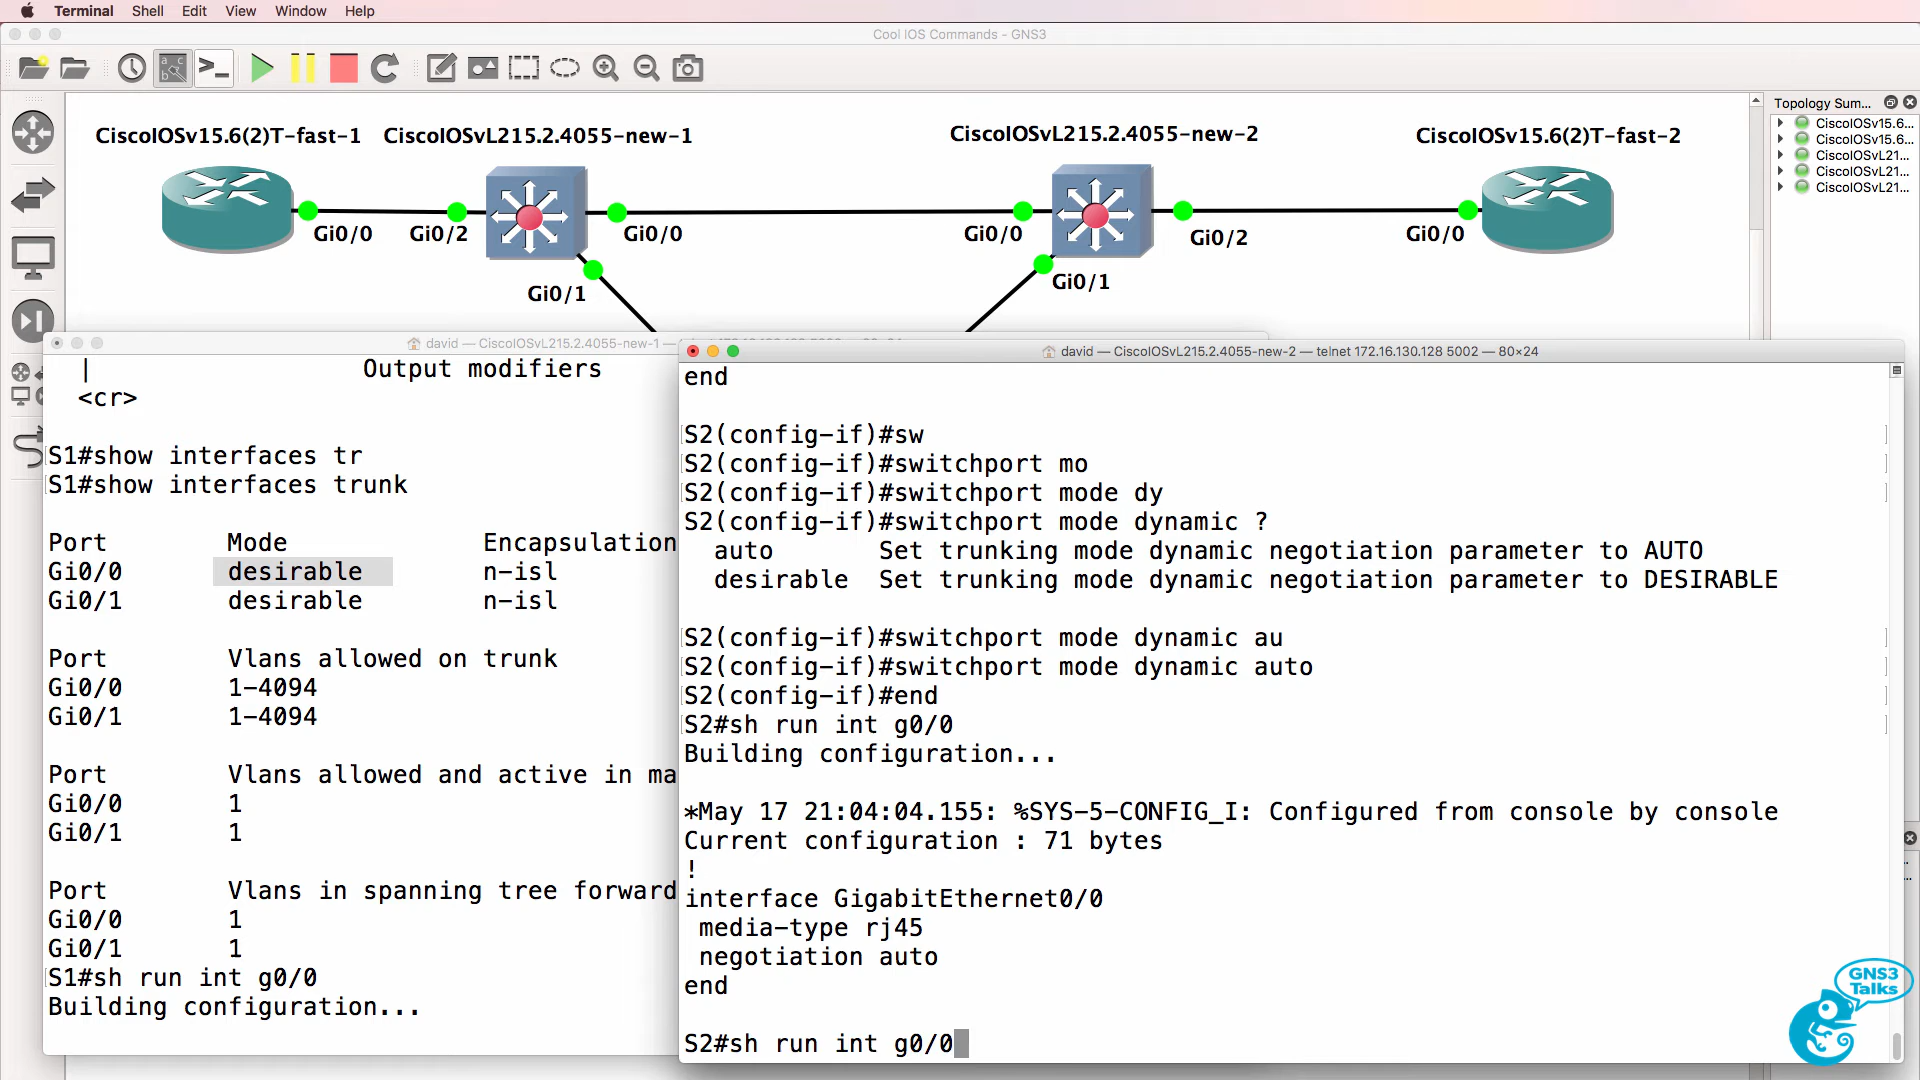 Terminal Shell Edit View Window Help
Cool IOS Commands - GNS3
Topology Sum...
CiscoIOSv15.6...
CiscoIOSv15.6...
CiscoIOSvL21...
CiscoIOSvL21...
CiscoIOSvL21...
CiscoIOSv15.6(2)T-fast-1 CiscoIOSvL215.2.4055-new-1 CiscoIOSvL215.2.4055-new-2 CiscoIOSv15.6(2)T-fast-2
Gi0/0 Gi0/2 Gi0/0 Gi0/0 Gi0/2 Gi0/0
Gi0/1 Gi0/1
david — CiscoIOSvL215.2.4055-new-1 —
| Output modifiers
<cr>
S1#show interfaces tr
S1#show interfaces trunk
Port Mode Encapsulation
Gi0/0 desirable n-isl
Gi0/1 desirable n-isl
Port Vlans allowed on trunk
Gi0/0 1-4094
Gi0/1 1-4094
Port Vlans allowed and active in ma
Gi0/0 1
Gi0/1 1
Port Vlans in spanning tree forward
Gi0/0 1
Gi0/1 1
S1#sh run int g0/0
Building configuration...
david — CiscoIOSvL215.2.4055-new-2 — telnet 172.16.130.128 5002 — 80×24
end
S2(config-if)#sw
S2(config-if)#switchport mo
S2(config-if)#switchport mode dy
S2(config-if)#switchport mode dynamic ?
auto Set trunking mode dynamic negotiation parameter to AUTO
desirable Set trunking mode dynamic negotiation parameter to DESIRABLE
S2(config-if)#switchport mode dynamic au
S2(config-if)#switchport mode dynamic auto
S2(config-if)#end
S2#sh run int g0/0
Building configuration...
*May 17 21:04:04.155: %SYS-5-CONFIG_I: Configured from console by console
Current configuration : 71 bytes
!
interface GigabitEthernet0/0
media-type rj45
negotiation auto
end
S2#sh run int g0/0
GNS3
Talks